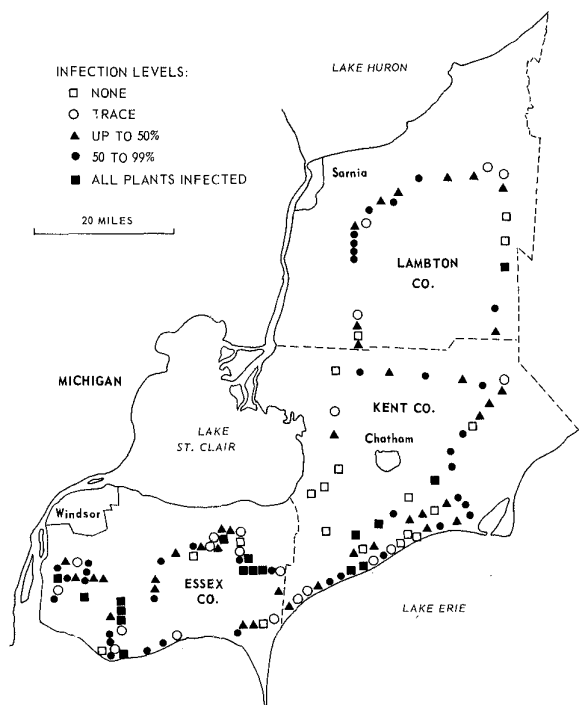 LAKE HURON
INFECTION LEVELS:
NONE
TRACE
UP TO 50%
50 TO 99%
ALL PLANTS INFECTED
20 MILES
Sarnia
LAMBTON
CO.
MICHIGAN
LAKE
ST. CLAIR
KENT CO.
Chatham
Windsor
ESSEX
CO.
LAKE ERIE